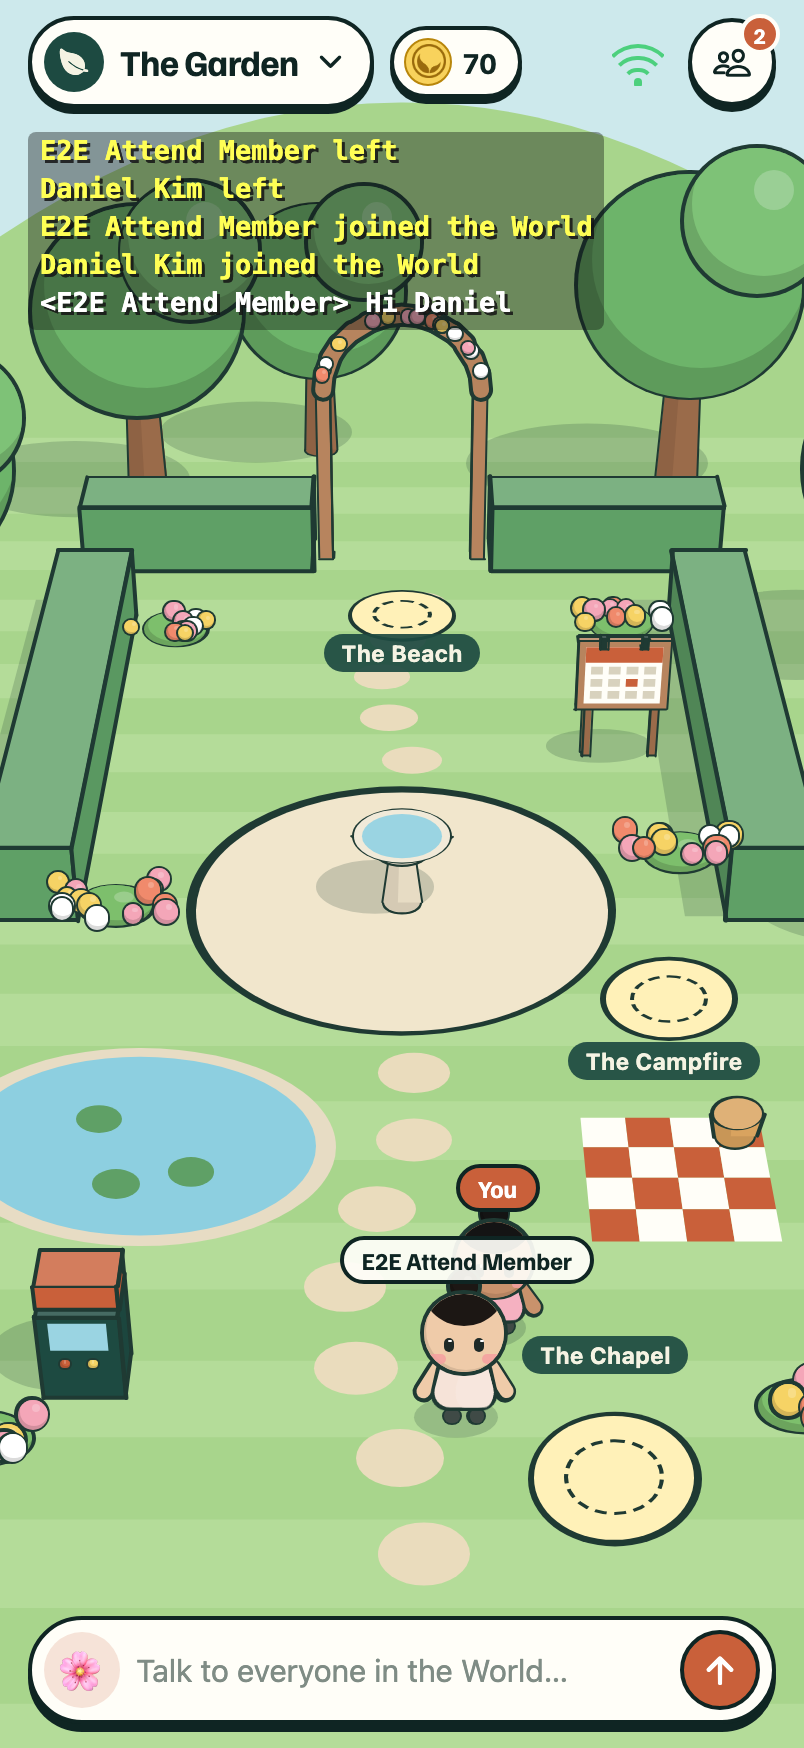 The Garden
70
2
E2E Attend Member left
Daniel Kim left
E2E Attend Member joined the World
Daniel Kim joined the World
<E2E Attend Member> Hi Daniel
The Beach
The Campfire
You
E2E Attend Member
The Chapel
Talk to everyone in the World...